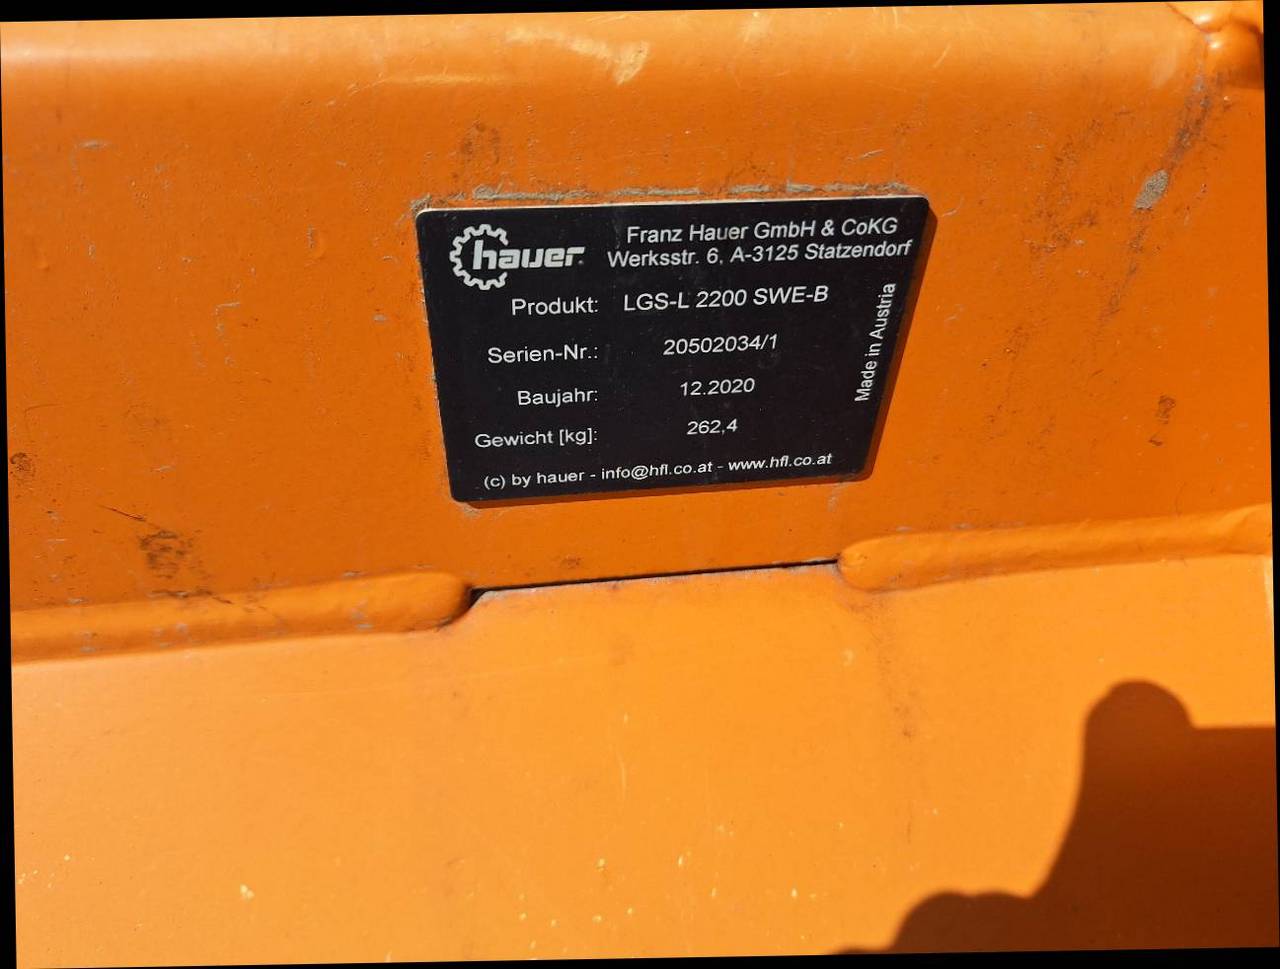 hauer
Franz Hauer GmbH & CoKG
Werksstr. 6, A-3125 Statzendorf
Produkt: LGS-L 2200 SWE-B
Serien-Nr.: 20502034/1
Baujahr: 12.2020
Gewicht [kg]: 262,4
Made in Austria
(c) by hauer - info@hfl.co.at - www.hfl.co.at